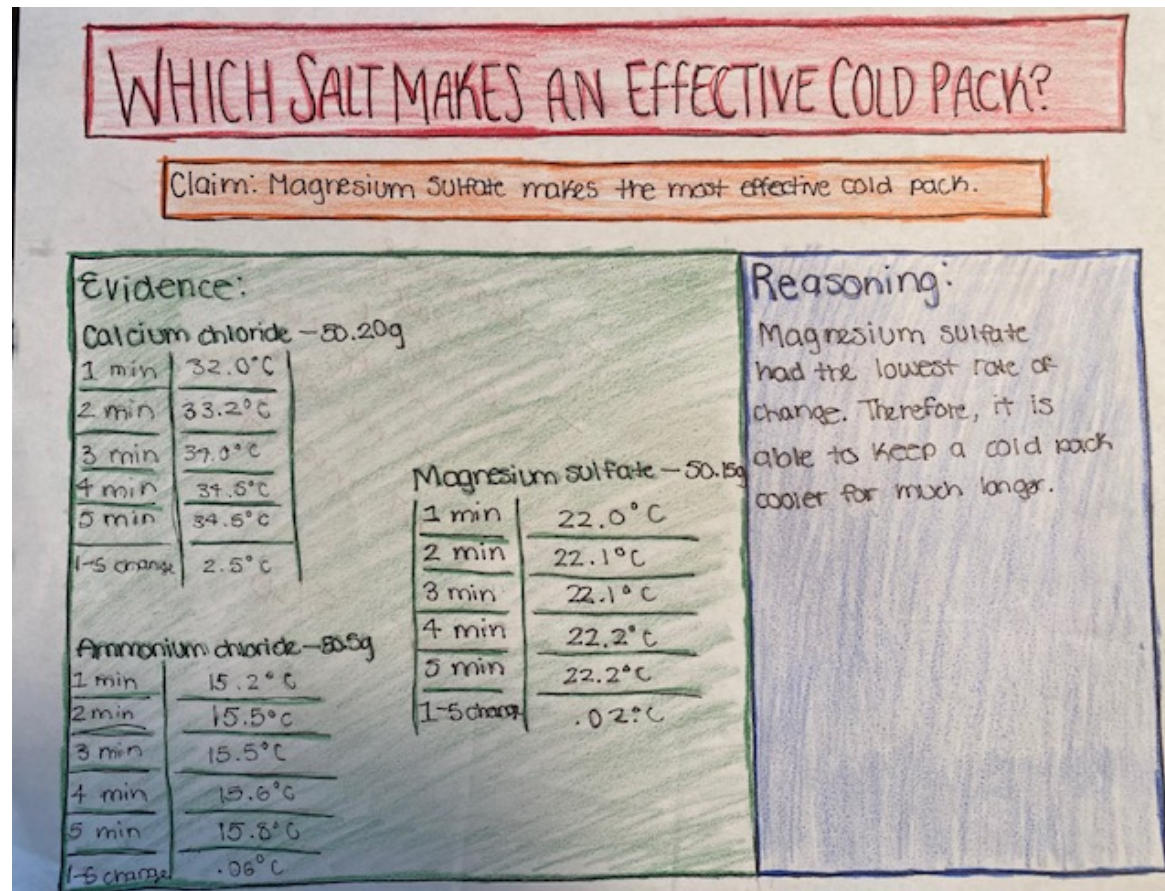 WHICH SALT MAKES AN EFFECTIVE COLD PACK?
Claim: Magnesium sulfate makes the most effective cold pack.
Evidence:
Calcium chloride - 50.20g
1 min 32.0°C
2 min 33.2°C
3 min °C
4 min 34.5°C
5 min 34.5°C
1-5 change 2.5°C
Ammonium chloride - 50.5g
1 min 15.2°C
2 min 15.5°C
3 min 15.5°C
4 min 15.6°C
5 min 15.8°C
1-5 change .06°C
Magnesium sulfate - 50.15g
1 min 22.0°C
2 min 22.1°C
3 min 22.1°C
4 min 22.2°C
5 min 22.2°C
1-5 change .02°C
Reasoning:
Magnesium sulfate
had the lowest rate of
change. Therefore, it is
able to keep a cold pack
cooler for much longer.